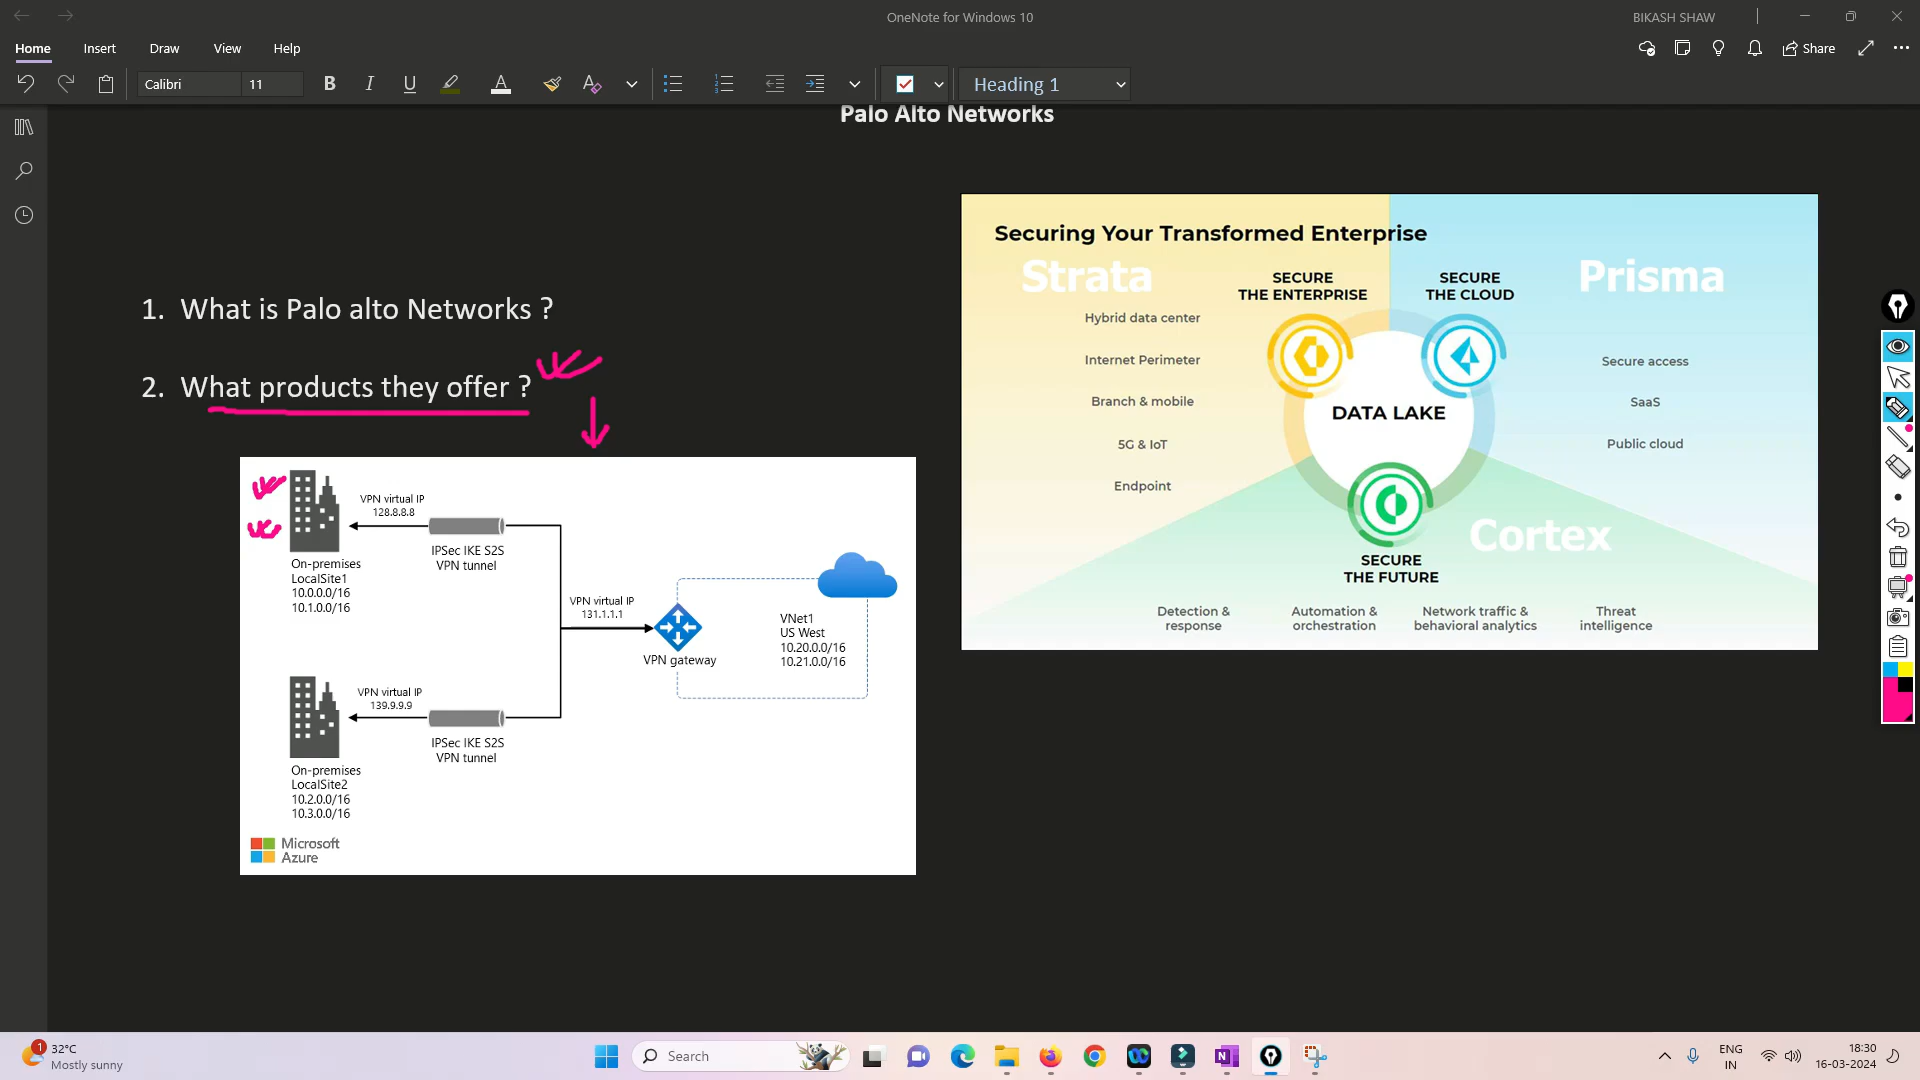 OneNote for Windows 10
BIKASH SHAW
Home Insert Draw View Help
Share
Calibri 11 B I U A A Heading 1
Palo Alto Networks
1. What is Palo alto Networks ?
2. What products they offer ?
VPN virtual IP
128.8.8.8
IPSec IKE S2S
VPN tunnel
On-premises
LocalSite1
10.0.0.0/16
10.1.0.0/16
VPN virtual IP
131.1.1.1
VPN gateway
VNet1
US West
10.20.0.0/16
10.21.0.0/16
VPN virtual IP
139.9.9.9
IPSec IKE S2S
VPN tunnel
On-premises
LocalSite2
10.2.0.0/16
10.3.0.0/16
Microsoft
Azure
Securing Your Transformed Enterprise
Strata
SECURE
THE ENTERPRISE
SECURE
THE CLOUD
Prisma
Hybrid data center
Internet Perimeter
Branch & mobile
5G & IoT
Endpoint
DATA LAKE
Secure access
SaaS
Public cloud
Cortex
SECURE
THE FUTURE
Detection &
response
Automation &
orchestration
Network traffic &
behavioral analytics
Threat
intelligence
1
32°C
Mostly sunny
Search
ENG
IN
18:30
16-03-2024